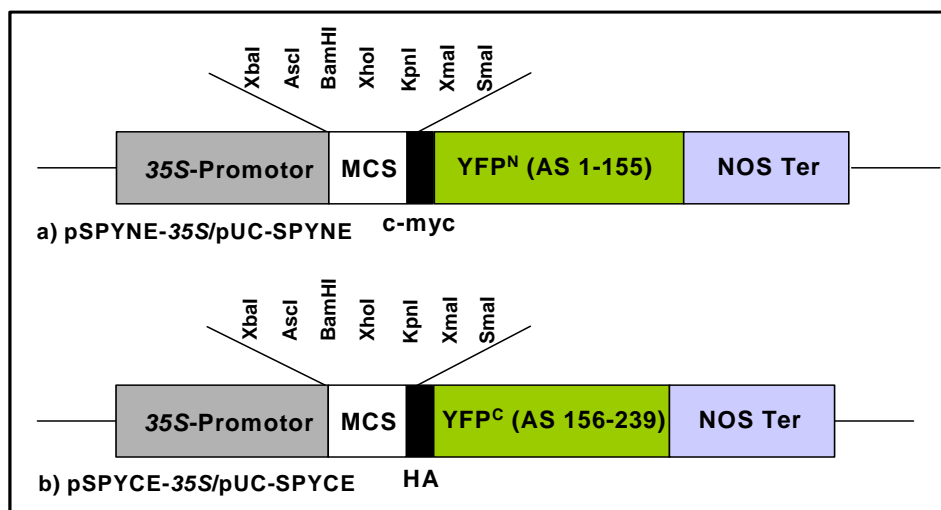 XbaI AscI BamHI XhoI KpnI XmaI SmaI
35S-Promotor MCS YFPN (AS 1-155) NOS Ter
c-myc
a) pSPYNE-35S/pUC-SPYNE
XbaI AscI BamHI XhoI KpnI XmaI SmaI
35S-Promotor MCS YFPC (AS 156-239) NOS Ter
HA
b) pSPYCE-35S/pUC-SPYCE